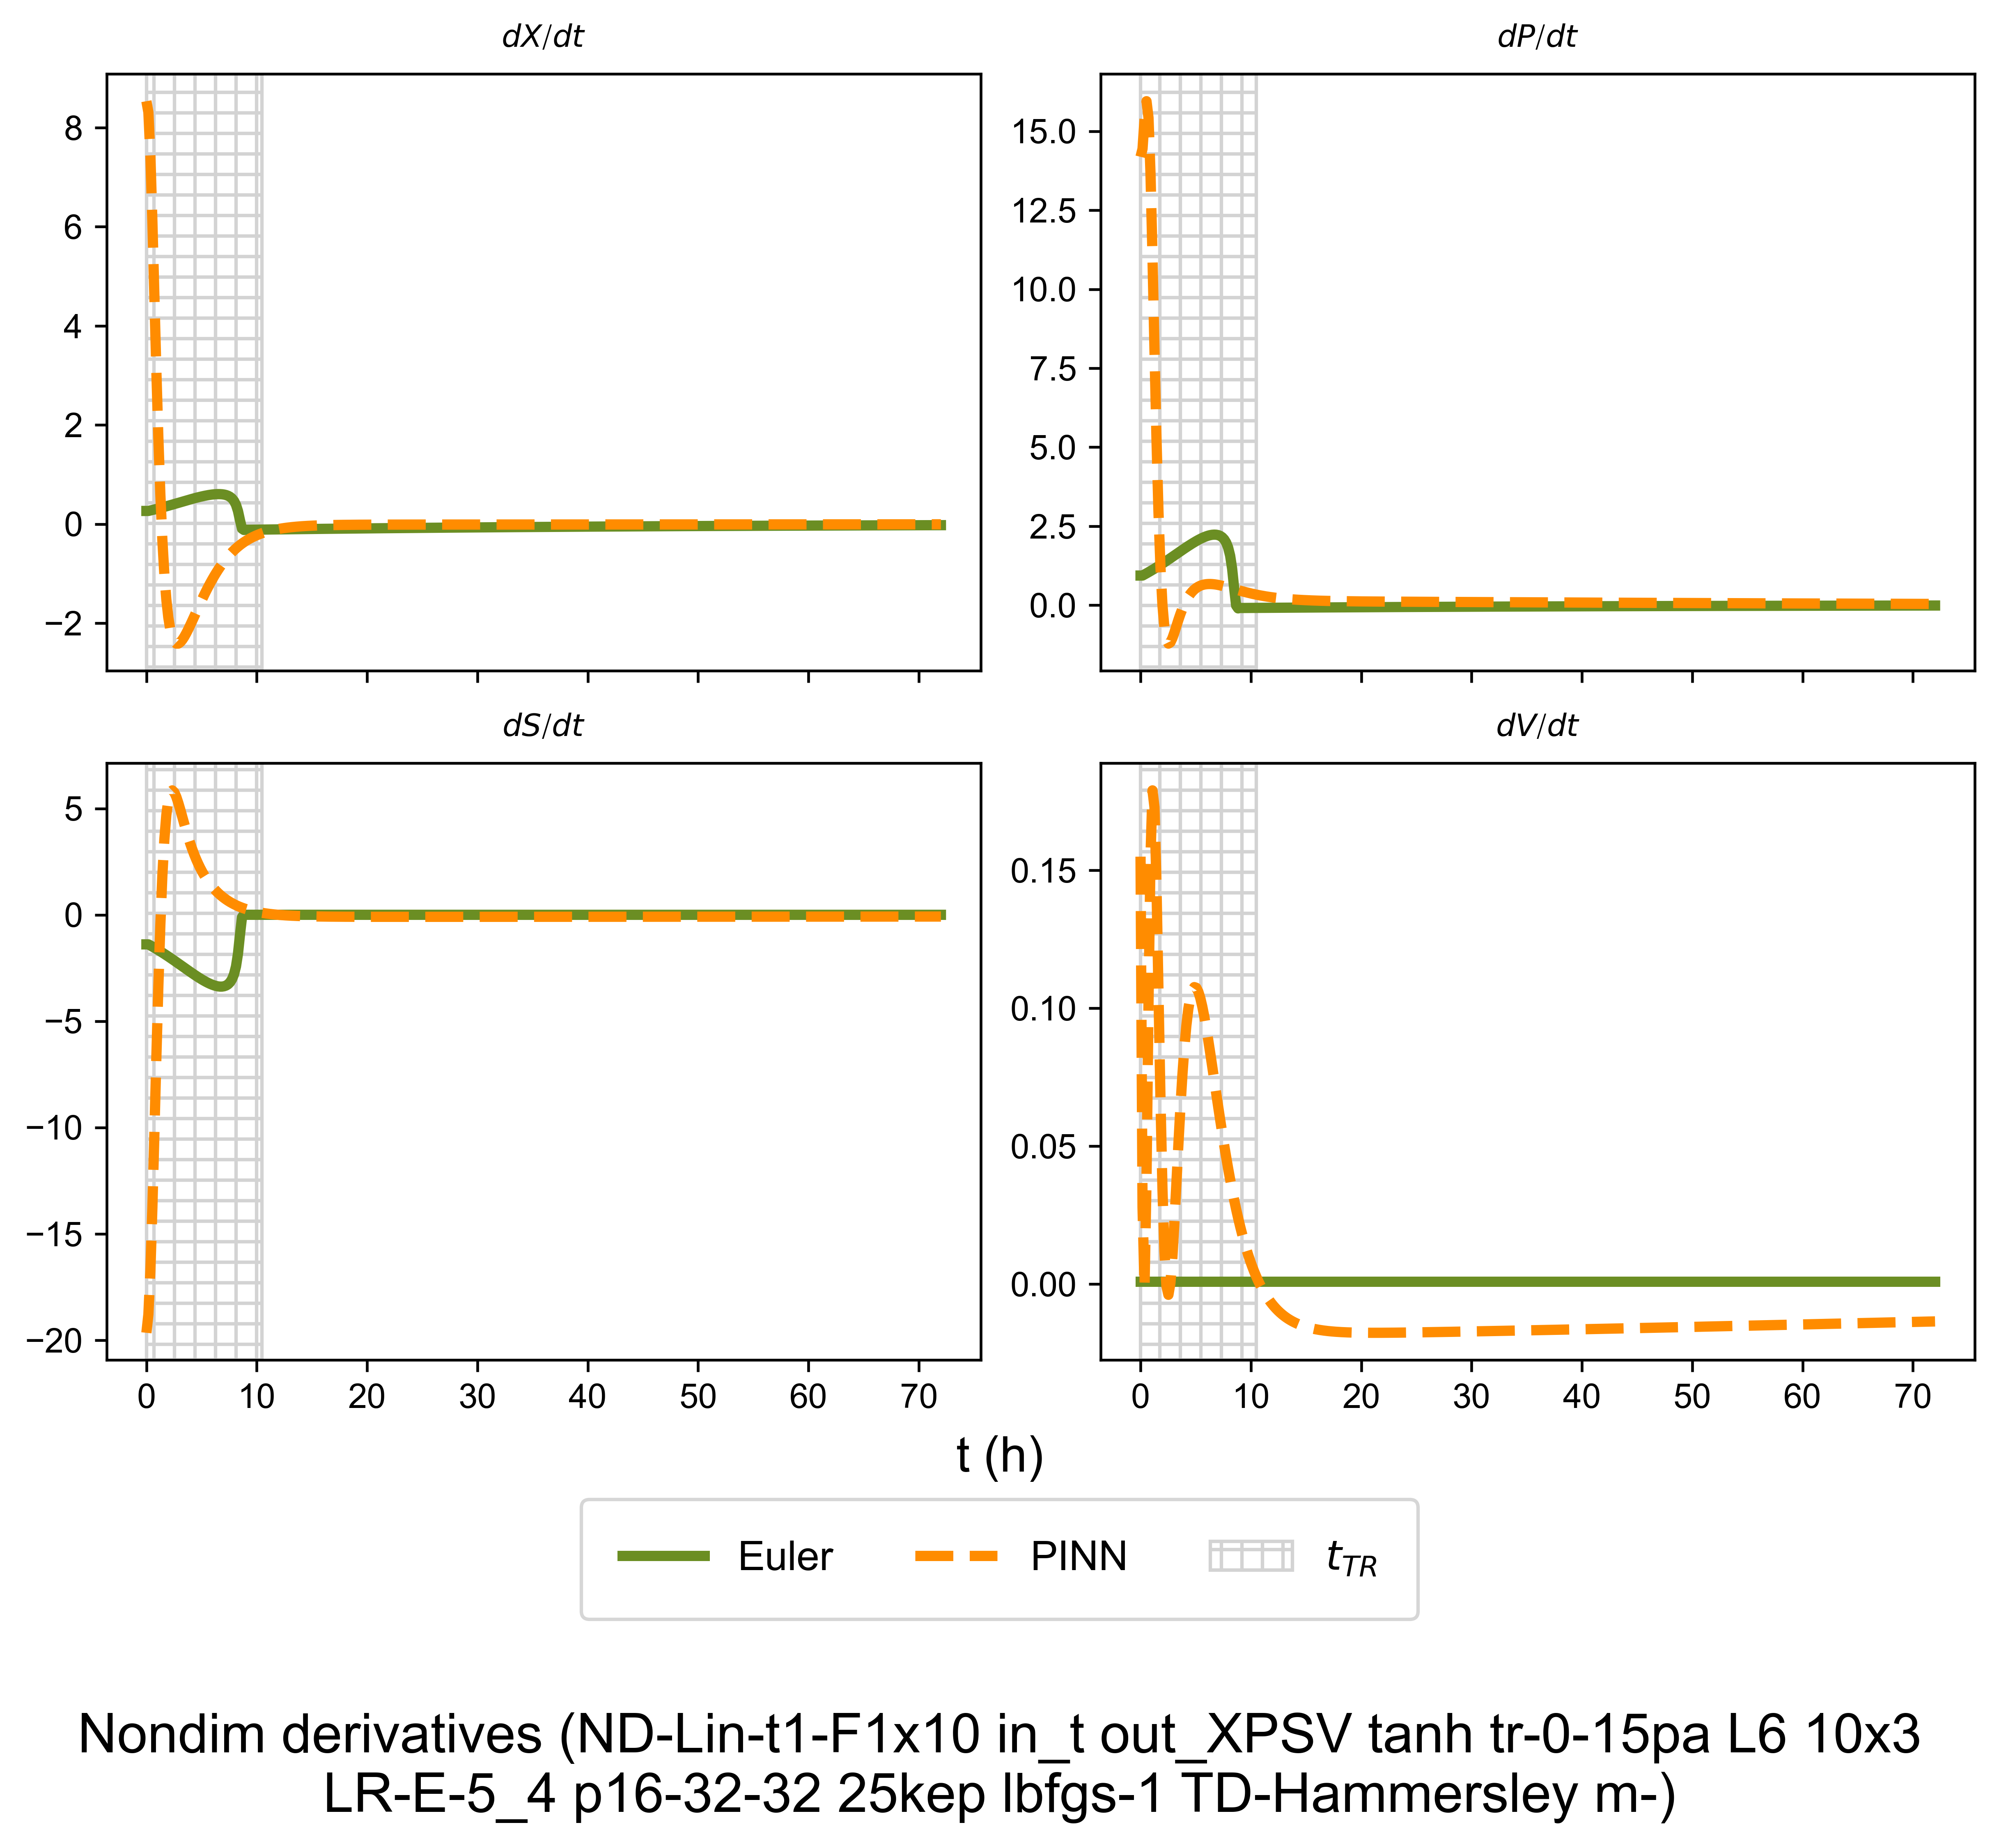 dX/dt
dP/dt
8
6
4
2
0
−2
15.0
12.5
10.0
7.5
5.0
2.5
0.0
dS/dt
dV/dt
5
0
−5
−10
−15
−20
0.15
0.10
0.05
0.00
0 10 20 30 40 50 60 70
0 10 20 30 40 50 60 70
t (h)
Euler PINN t_TR
Nondim derivatives (ND-Lin-t1-F1x10 in_t out_XPSV tanh tr-0-15pa L6 10x3
LR-E-5_4 p16-32-32 25kep lbfgs-1 TD-Hammersley m-)